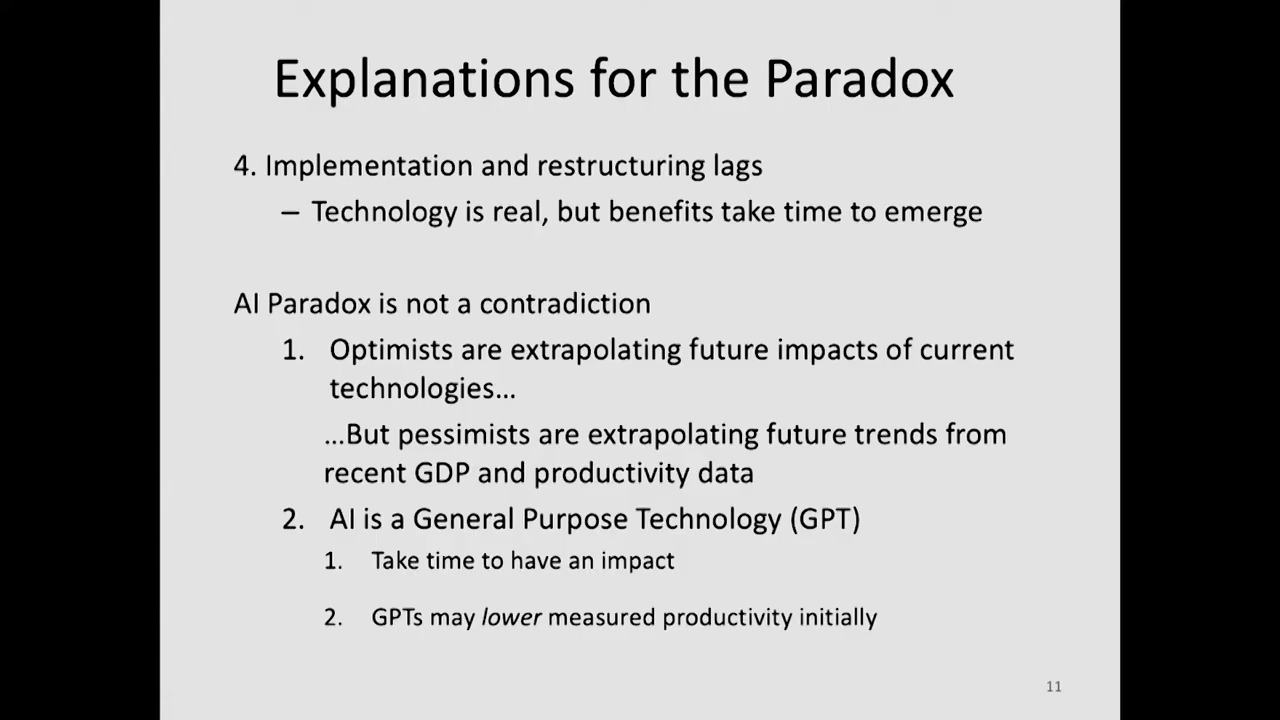 Explanations for the Paradox
4. Implementation and restructuring lags
– Technology is real, but benefits take time to emerge
AI Paradox is not a contradiction
1. Optimists are extrapolating future impacts of current
technologies…
…But pessimists are extrapolating future trends from
recent GDP and productivity data
2. AI is a General Purpose Technology (GPT)
1. Take time to have an impact
2. GPTs may lower measured productivity initially
11